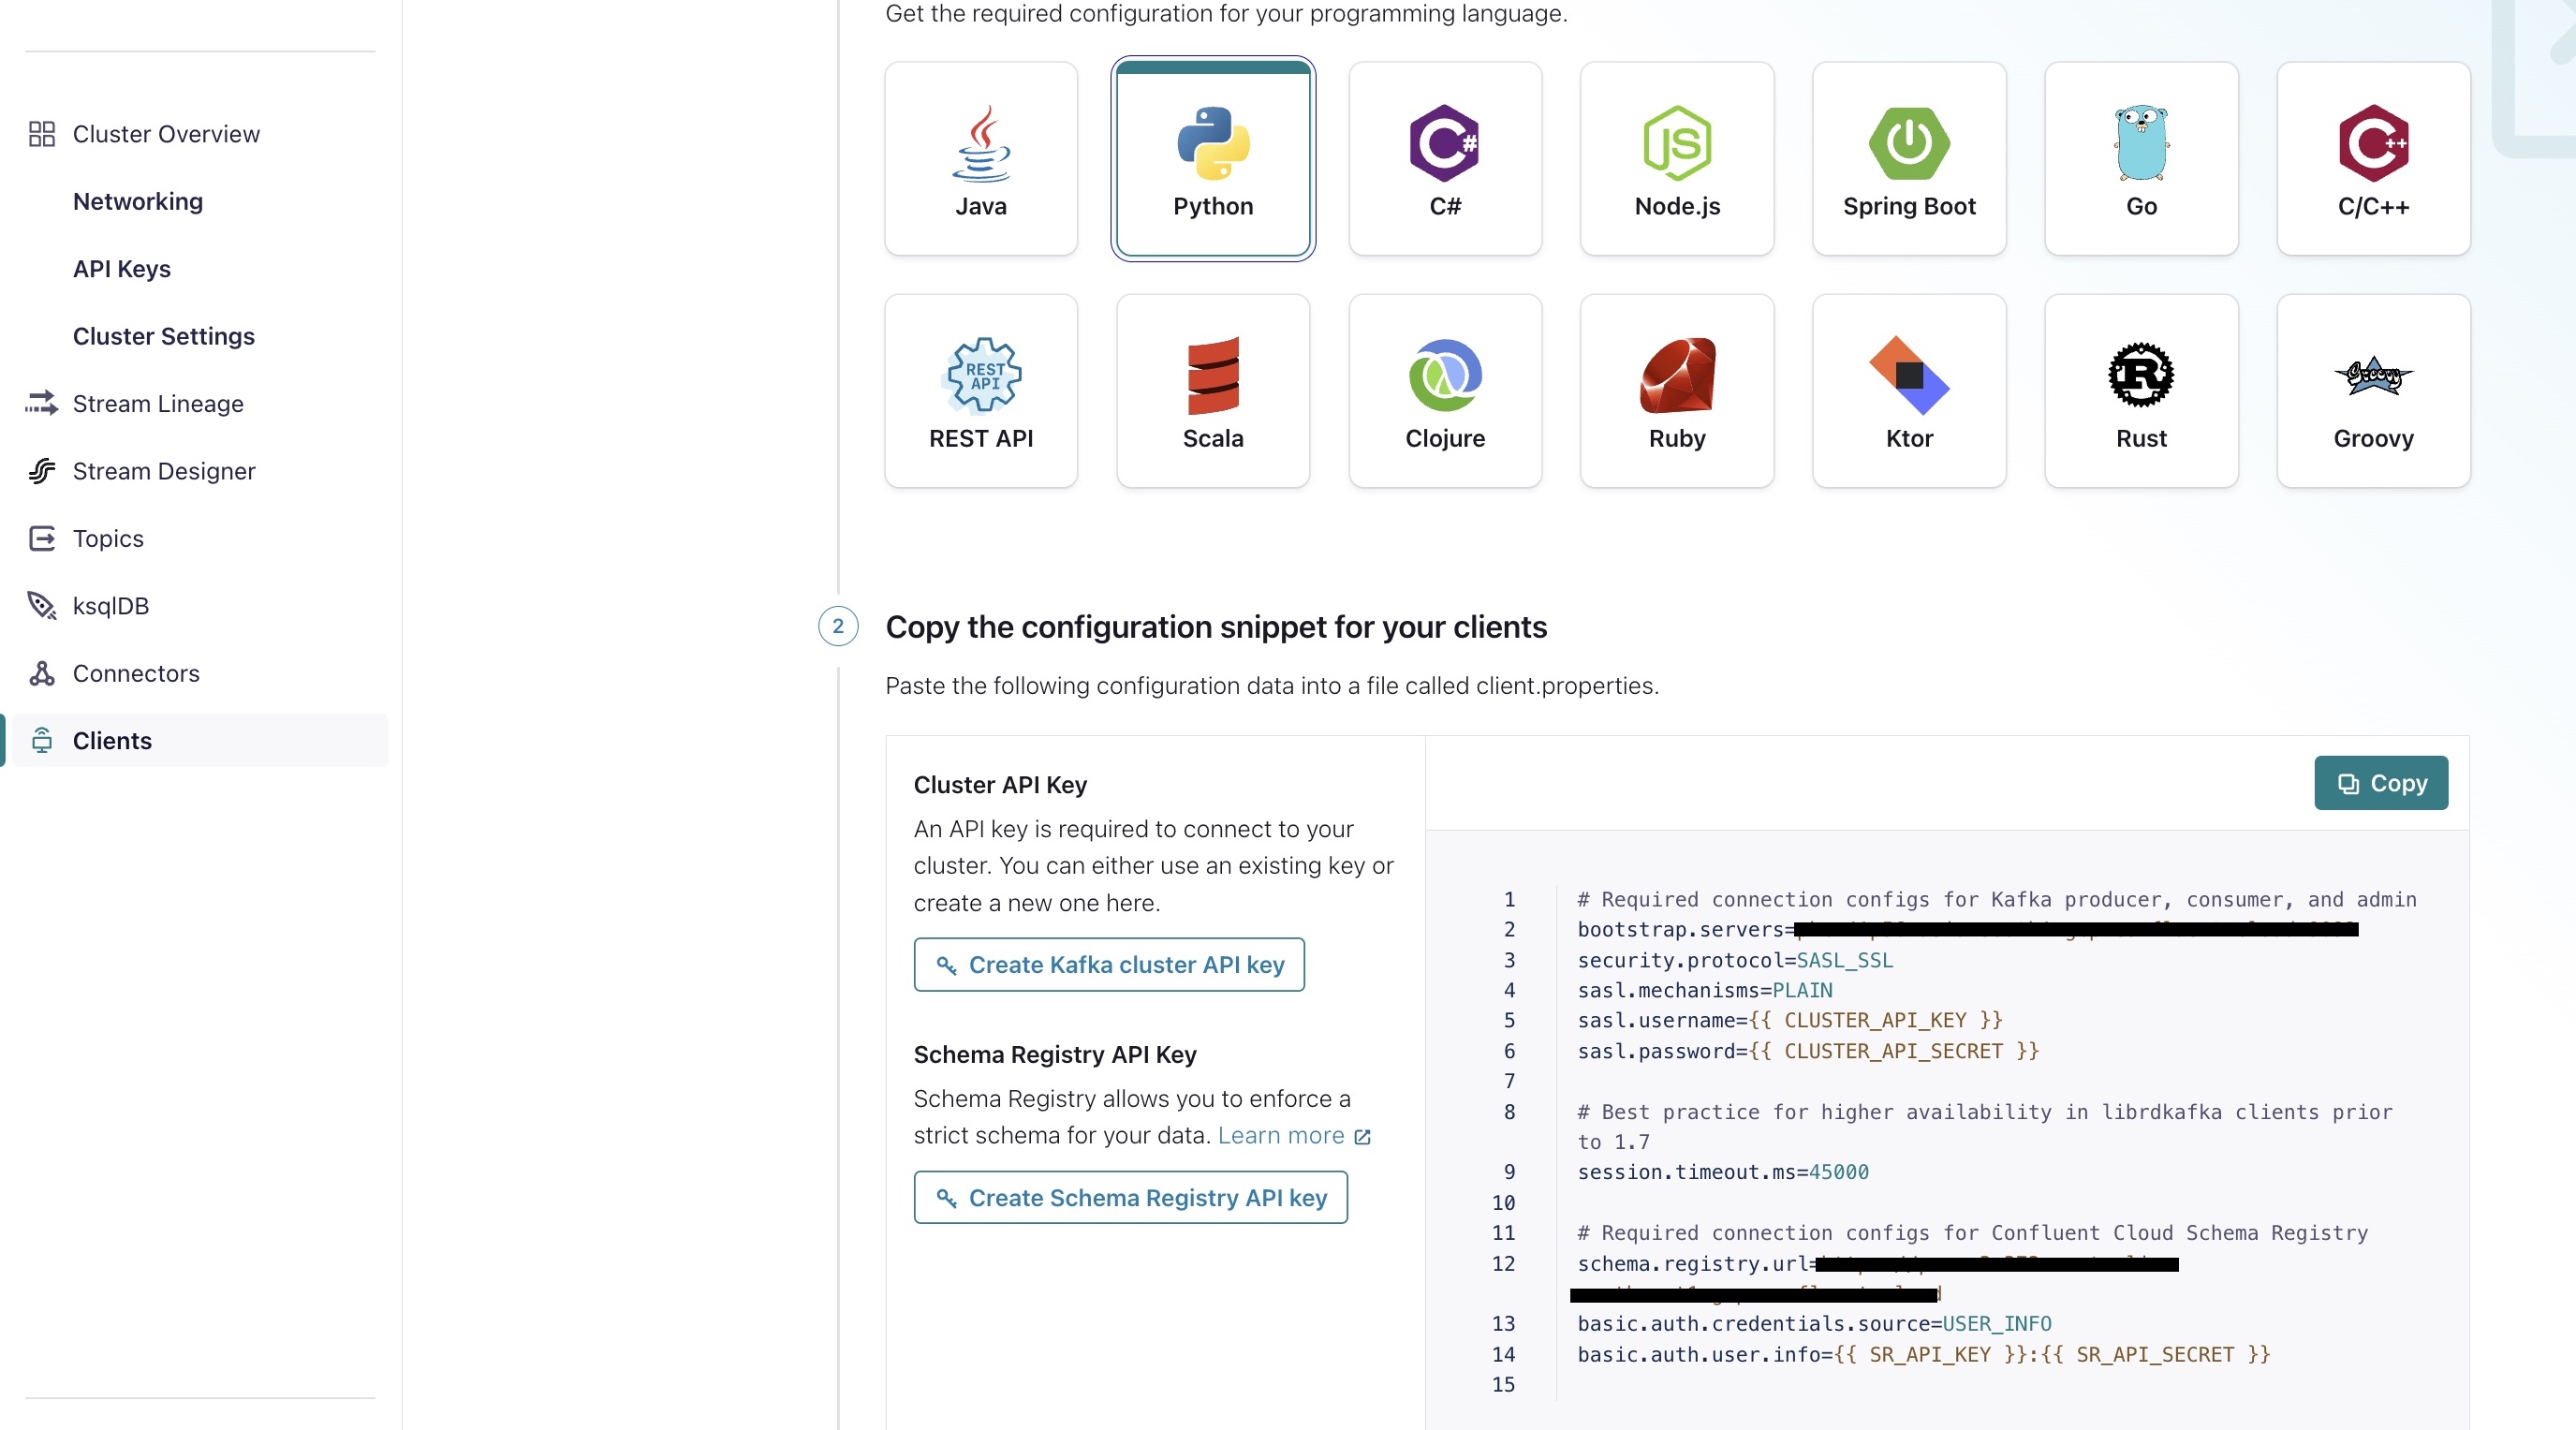 Get the required configuration for your programming language.
Cluster Overview
Networking
API Keys
Cluster Settings
Stream Lineage
Stream Designer
Topics
ksqlDB
Connectors
Clients
Java
Python
C#
Node.js
Spring Boot
Go
C/C++
REST API
Scala
Clojure
Ruby
Ktor
Rust
Groovy
2 Copy the configuration snippet for your clients
Paste the following configuration data into a file called client.properties.
Cluster API Key
An API key is required to connect to your
cluster. You can either use an existing key or
create a new one here.
Create Kafka cluster API key
Schema Registry API Key
Schema Registry allows you to enforce a
strict schema for your data. Learn more
Create Schema Registry API key
Copy
1 # Required connection configs for Kafka producer, consumer, and admin
2 bootstrap.servers=
3 security.protocol=SASL_SSL
4 sasl.mechanisms=PLAIN
5 sasl.username={{ CLUSTER_API_KEY }}
6 sasl.password={{ CLUSTER_API_SECRET }}
7
8 # Best practice for higher availability in librdkafka clients prior
to 1.7
9 session.timeout.ms=45000
10
11 # Required connection configs for Confluent Cloud Schema Registry
12 schema.registry.url=
13 basic.auth.credentials.source=USER_INFO
14 basic.auth.user.info={{ SR_API_KEY }}:{{ SR_API_SECRET }}
15